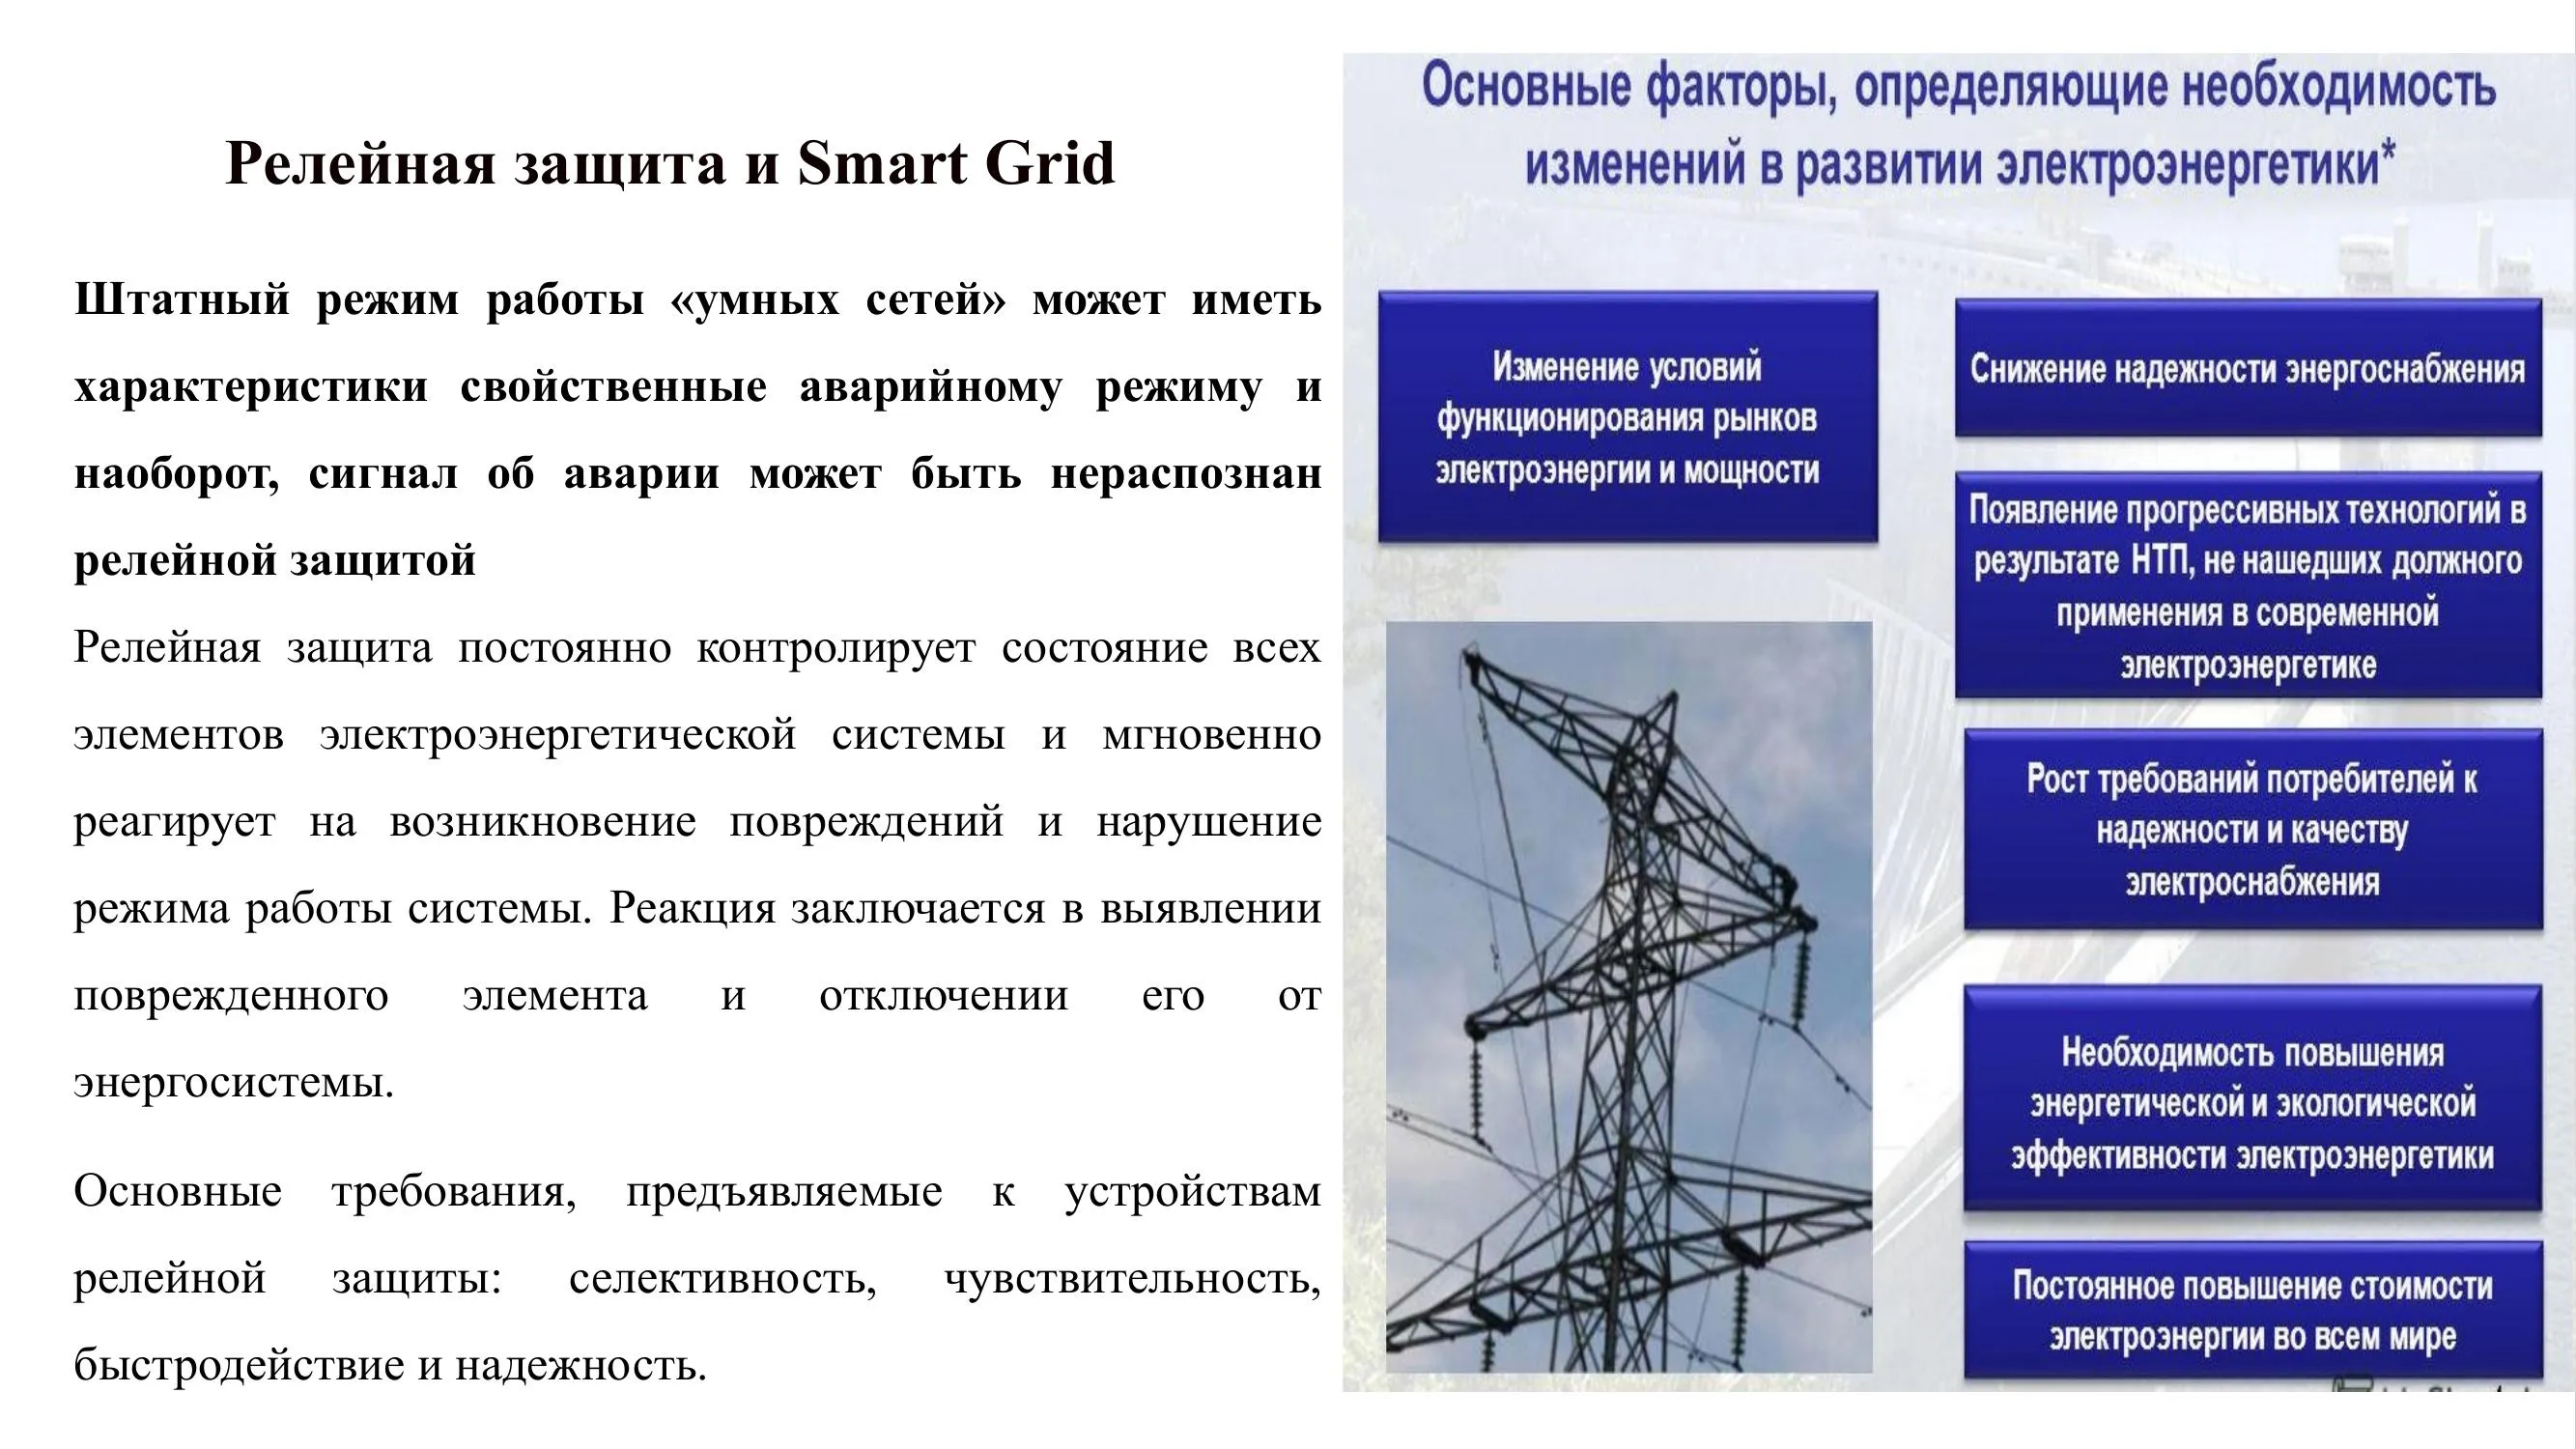 Релейная защита и Smart Grid
Штатный режим работы «умных сетей» может иметь
характеристики свойственные аварийному режиму и
наоборот, сигнал об аварии может быть нераспознан
релейной защитой
Релейная защита постоянно контролирует состояние всех
элементов электроэнергетической системы и мгновенно
реагирует на возникновение повреждений и нарушение
режима работы системы. Реакция заключается в выявлении
поврежденного элемента и отключении его от
энергосистемы.
Основные требования, предъявляемые к устройствам
релейной защиты: селективность, чувствительность,
быстродействие и надежность.
Основные факторы, определяющие необходимость
изменений в развитии электроэнергетики*
Изменение условий
функционирования рынков
электроэнергии и мощности
Снижение надежности энергоснабжения
Появление прогрессивных технологий в
результате НТП, не нашедших должного
применения в современной
электроэнергетике
Рост требований потребителей к
надежности и качеству
электроснабжения
Необходимость повышения
энергетической и экологической
эффективности электроэнергетики
Постоянное повышение стоимости
электроэнергии во всем мире